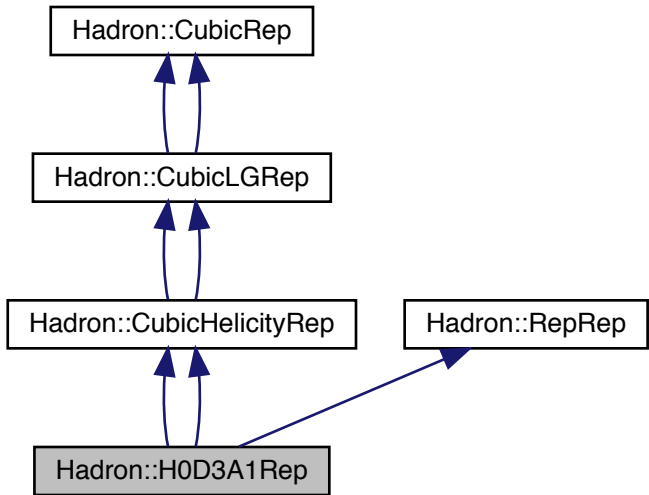 Hadron::CubicRep
Hadron::CubicLGRep
Hadron::CubicHelicityRep
Hadron::RepRep
Hadron::H0D3A1Rep